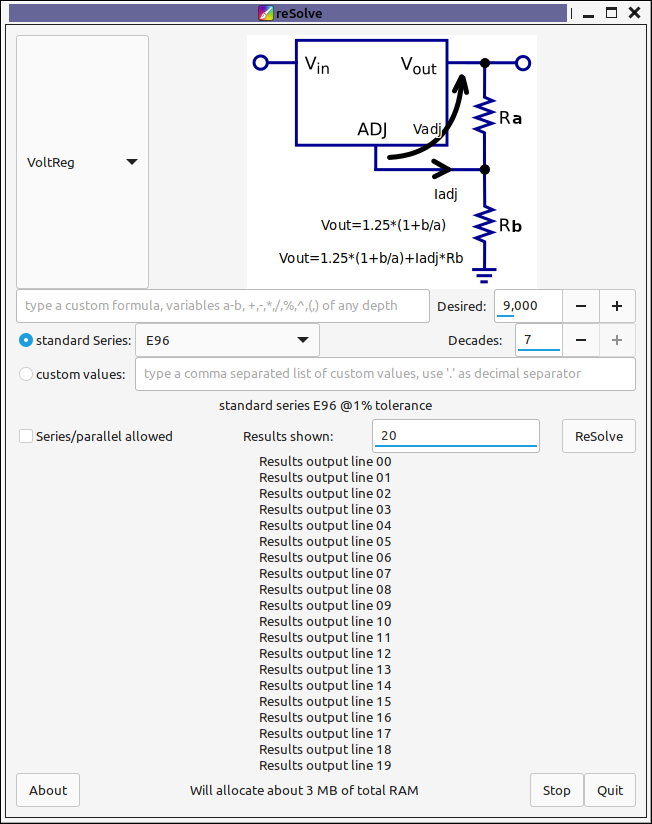 reSolve
Vin
Vout
ADJ
Vadj
Ra
VoltReg
Iadj
Vout=1.25*(1+b/a)
Rb
Vout=1.25*(1+b/a)+Iadj*Rb
type a custom formula, variables a-b, +,-,*,/,%,^,(,) of any depth
Desired: 9,000 − +
standard Series: E96
Decades: 7 − +
custom values: type a comma separated list of custom values, use '.' as decimal separator
standard series E96 @1% tolerance
Series/parallel allowed
Results shown: 20
ReSolve
Results output line 00
Results output line 01
Results output line 02
Results output line 03
Results output line 04
Results output line 05
Results output line 06
Results output line 07
Results output line 08
Results output line 09
Results output line 10
Results output line 11
Results output line 12
Results output line 13
Results output line 14
Results output line 15
Results output line 16
Results output line 17
Results output line 18
Results output line 19
About
Will allocate about 3 MB of total RAM
Stop
Quit